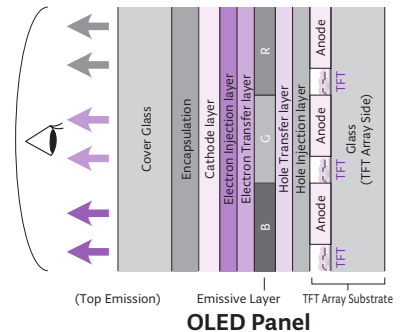 Cover Glass
Encapsulation
Cathode layer
Electron Injection layer
Electron Transfer layer
R
G
B
Hole Transfer layer
Hole Injection layer
Anode
TFT
Anode
TFT
Anode
TFT
Glass
(TFT Array Side)
(Top Emission)
Emissive Layer
TFT Array Substrate
OLED Panel